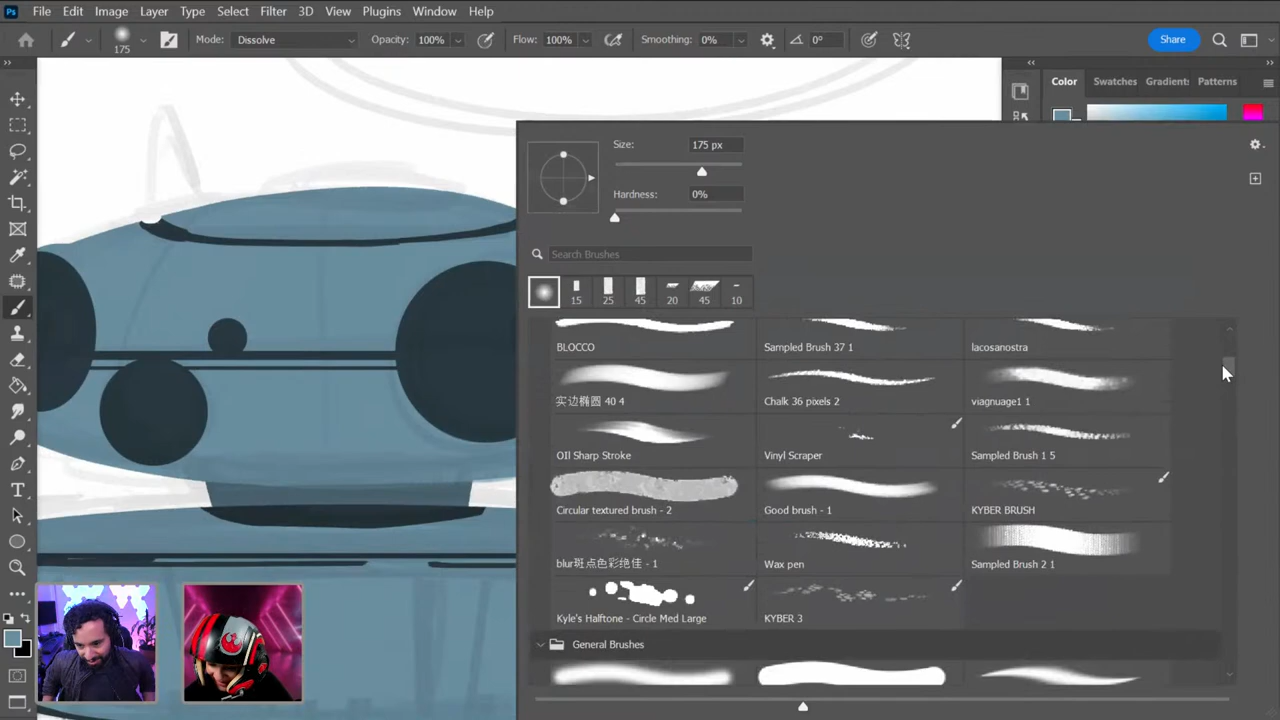 Ps File Edit Image Layer Type Select Filter 3D View Plugins Window Help
175 Mode: Dissolve Opacity: 100% Flow: 100% Smoothing: 0% 0° Share
Color Swatches Gradient: Patterns
Size: 175 px
Hardness: 0%
Search Brushes
15 25 45 20 45 10
BLOCCO Sampled Brush 37 1 lacosanostra
实边椭圆 40 4 Chalk 36 pixels 2 viagnuage1 1
OIl Sharp Stroke Vinyl Scraper Sampled Brush 1 5
Circular textured brush - 2 Good brush - 1 KYBER BRUSH
blur斑点色彩绝佳 - 1 Wax pen Sampled Brush 2 1
Kyle's Halftone - Circle Med Large KYBER 3
General Brushes